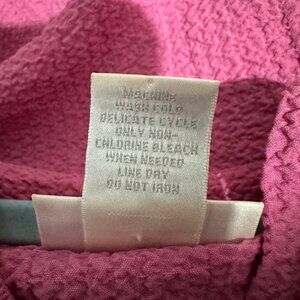 MACHINE
WASH COLD
DELICATE CYCLE
ONLY NON-
CHLORINE BLEACH
WHEN NEEDED
LINE DRY
DO NOT IRON